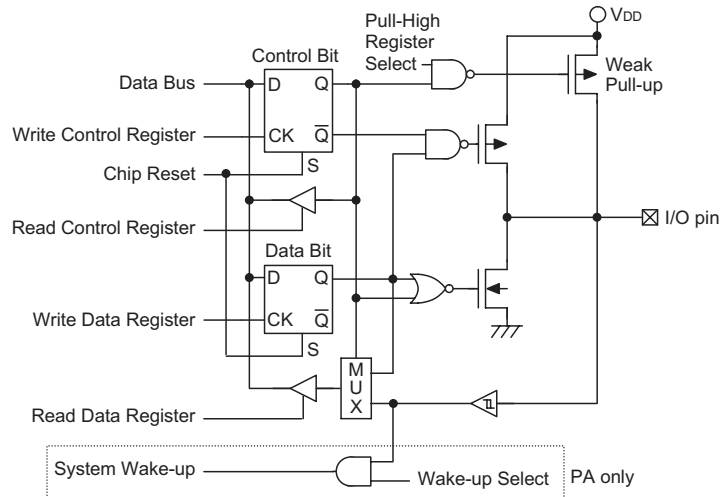 VDD
Pull-High
Register
Select
Control Bit
Weak
Pull-up
Data Bus
D
Q
Write Control Register
CK
Q
S
Chip Reset
I/O pin
Read Control Register
Data Bit
D
Q
Write Data Register
CK
Q
S
M
U
X
Read Data Register
System Wake-up
Wake-up Select
PA only